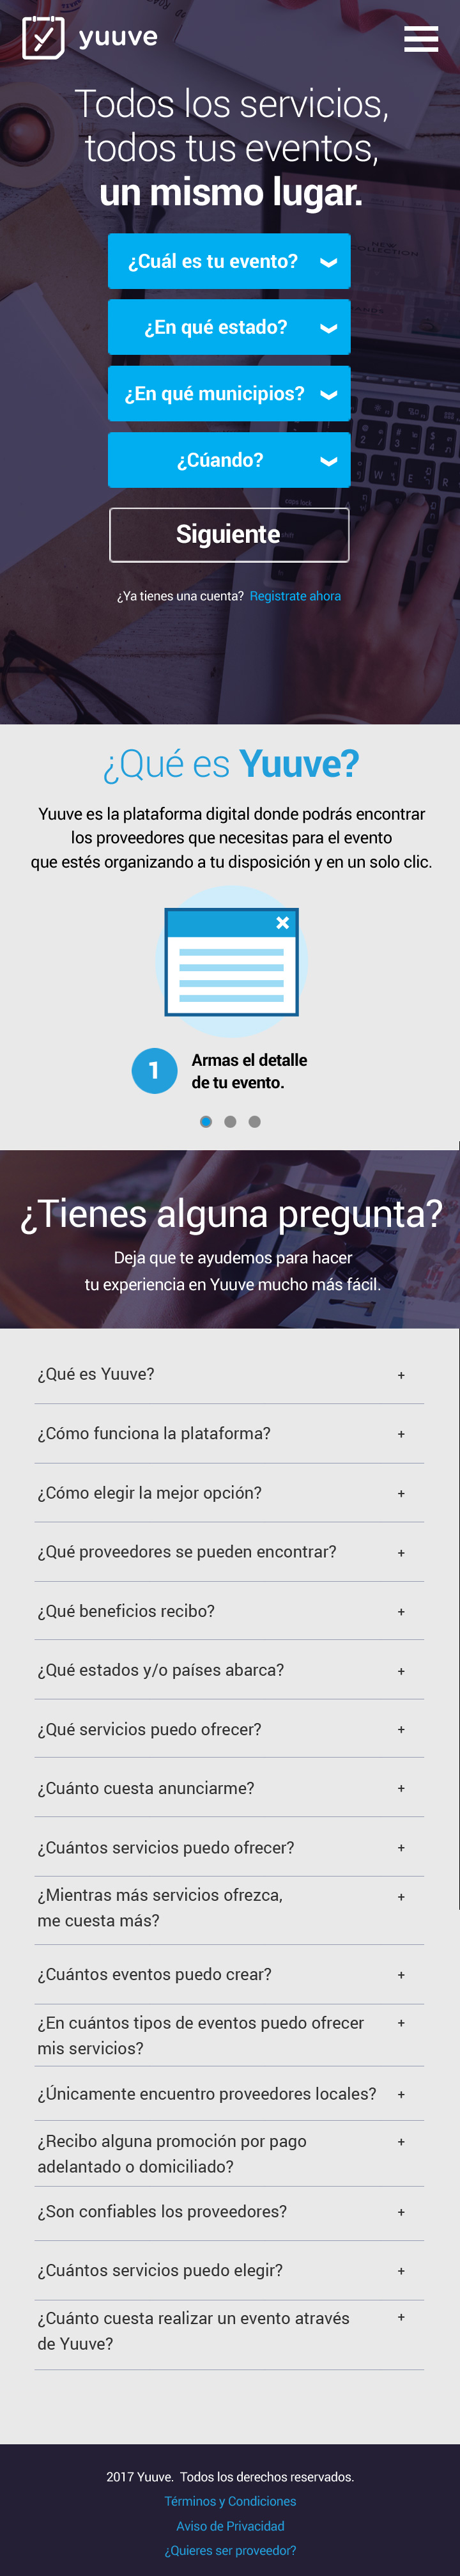 yuuve
Todos los servicios,
todos tus eventos,
un mismo lugar.
¿Cuál es tu evento?
¿En qué estado?
¿En qué municipios?
¿Cúando?
Siguiente
¿Ya tienes una cuenta? Registrate ahora
¿Qué es Yuuve?
Yuuve es la plataforma digital donde podrás encontrar
los proveedores que necesitas para el evento
que estés organizando a tu disposición y en un solo clic.
1
Armas el detalle
de tu evento.
¿Tienes alguna pregunta?
Deja que te ayudemos para hacer
tu experiencia en Yuuve mucho más fácil.
¿Qué es Yuuve? +
¿Cómo funciona la plataforma? +
¿Cómo elegir la mejor opción? +
¿Qué proveedores se pueden encontrar? +
¿Qué beneficios recibo? +
¿Qué estados y/o países abarca? +
¿Qué servicios puedo ofrecer? +
¿Cuánto cuesta anunciarme? +
¿Cuántos servicios puedo ofrecer? +
¿Mientras más servicios ofrezca, +
me cuesta más?
¿Cuántos eventos puedo crear? +
¿En cuántos tipos de eventos puedo ofrecer +
mis servicios?
¿Únicamente encuentro proveedores locales? +
¿Recibo alguna promoción por pago +
adelantado o domiciliado?
¿Son confiables los proveedores? +
¿Cuántos servicios puedo elegir? +
¿Cuánto cuesta realizar un evento através +
de Yuuve?
2017 Yuuve. Todos los derechos reservados.
Términos y Condiciones
Aviso de Privacidad
¿Quieres ser proveedor?